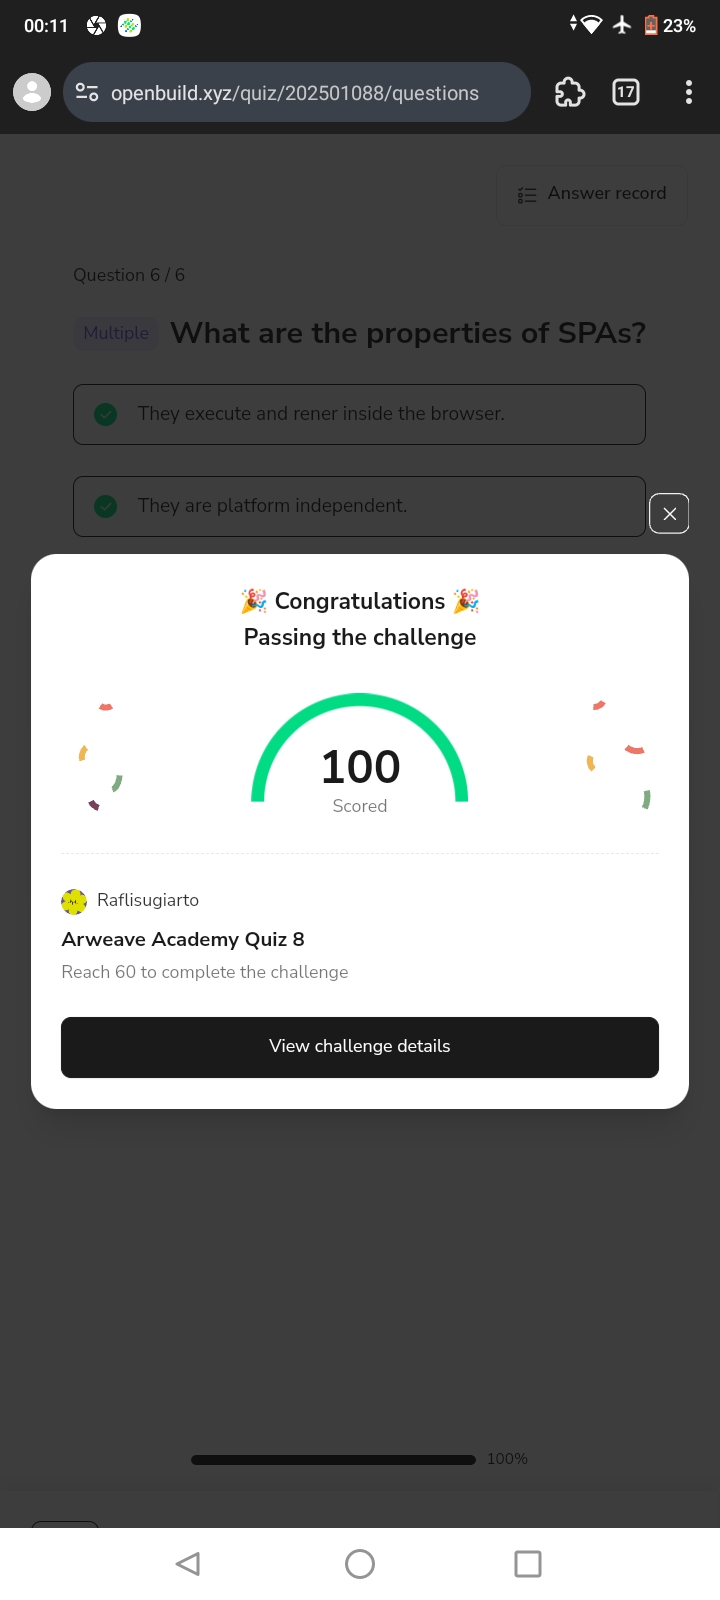 00:11
23%
openbuild.xyz/quiz/202501088/questions
17
Answer record
Question 6 / 6
Multiple What are the properties of SPAs?
They execute and rener inside the browser.
They are platform independent.
🎉 Congratulations 🎉
Passing the challenge
100
Scored
Raflisugiarto
Arweave Academy Quiz 8
Reach 60 to complete the challenge
View challenge details
100%